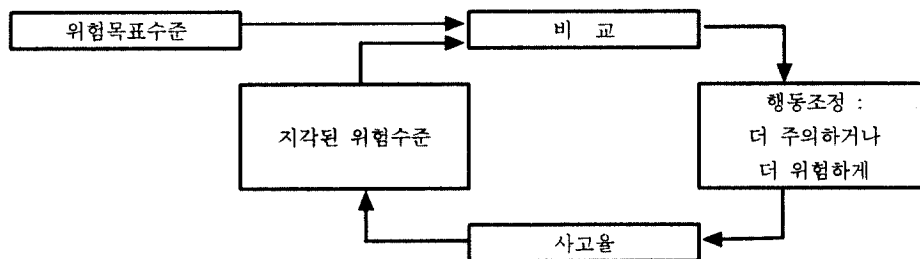 위험목표수준
비 교
지각된 위험수준
행동조정 :
더 주의하거나
더 위험하게
사고율